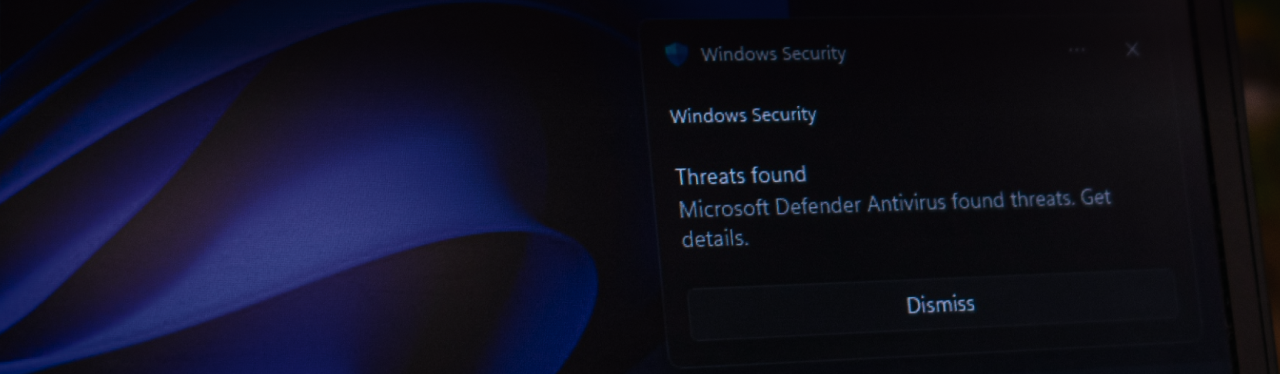 Windows Security
Windows Security
Threats found
Microsoft Defender Antivirus found threats. Get
details.
Dismiss